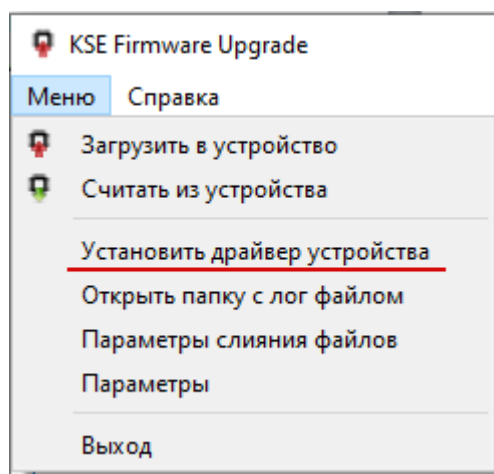 KSE Firmware Upgrade
Меню Справка
Загрузить в устройство
Считать из устройства
Установить драйвер устройства
Открыть папку с лог файлом
Параметры слияния файлов
Параметры
Выход